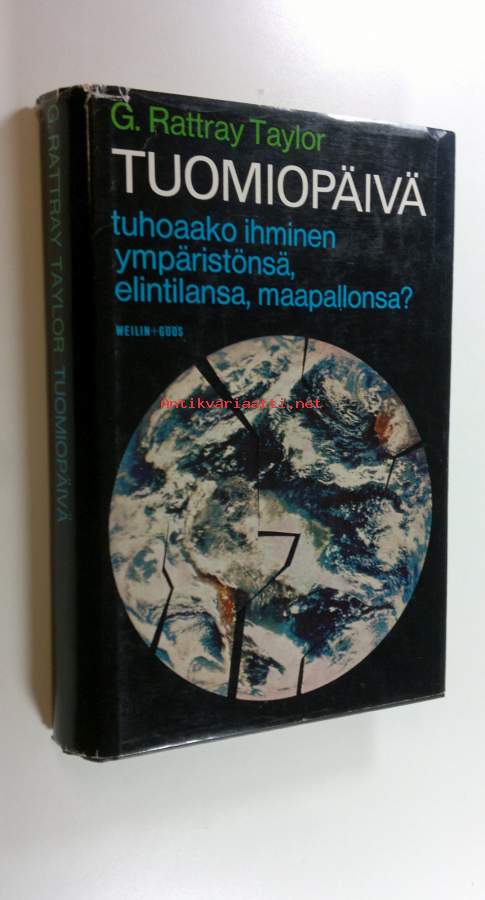 G. Rattray Taylor
TUOMIOPÄIVÄ
tuhoaako ihminen
ympäristönsä,
elintilansa, maapallonsa?
WEILIN+GÖÖS
Antikvariaatti.net
G. RATTRAY TAYLOR TUOMIOPÄIVÄ